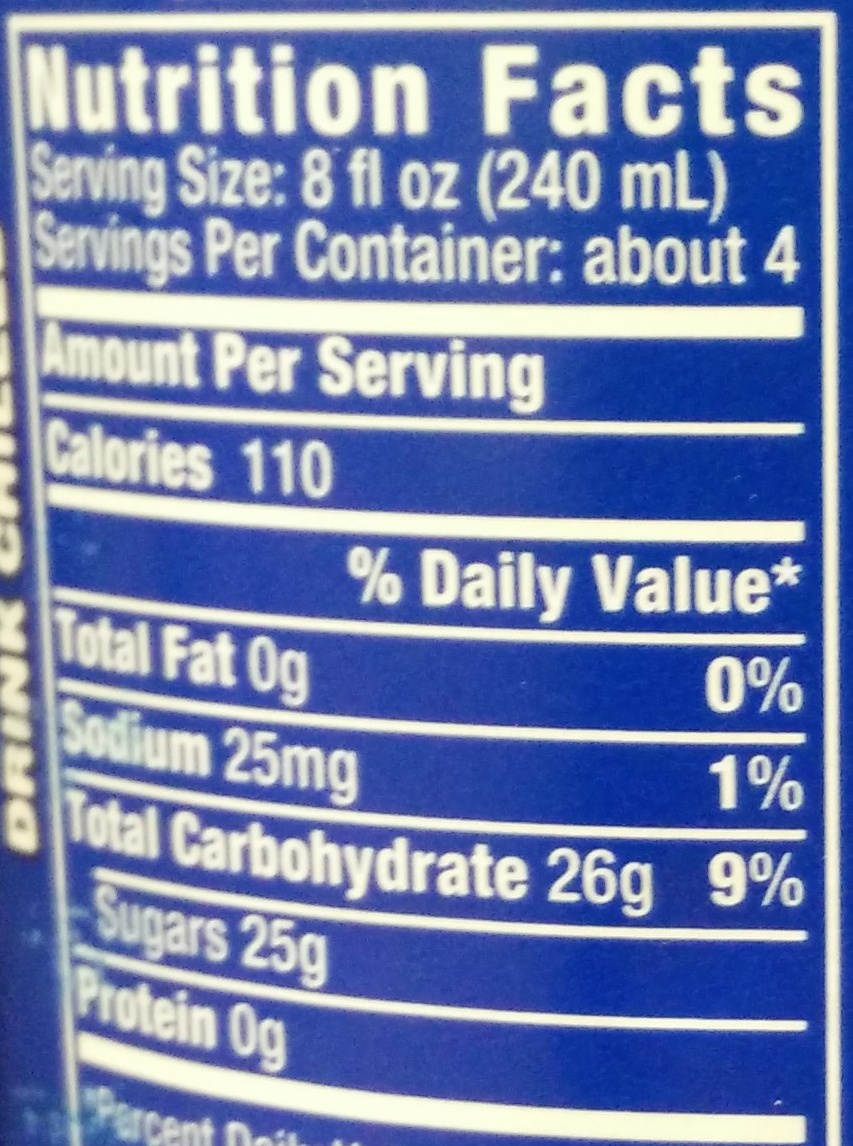 Nutrition Facts
Serving Size: 8 fl oz (240 mL)
Servings Per Container: about 4
Amount Per Serving
Calories 110
% Daily Value*
Total Fat 0g 0%
Sodium 25mg 1%
Total Carbohydrate 26g 9%
Sugars 25g
Protein 0g
*Percent Daily
DRINK CHILLED